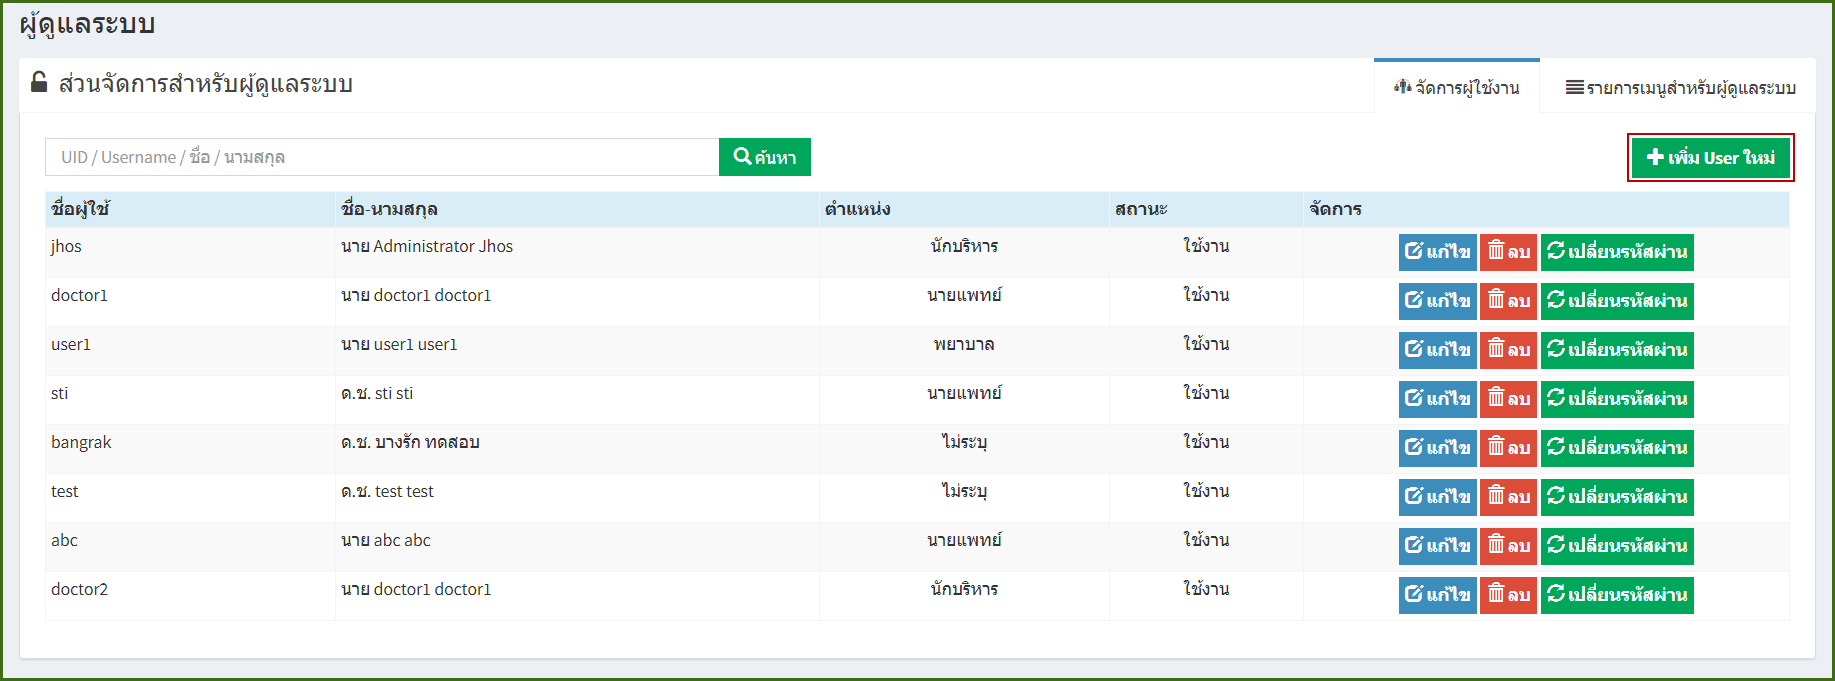 ผู้ดูแลระบบ
ส่วนจัดการสำหรับผู้ดูแลระบบ
จัดการผู้ใช้งาน
รายการเมนูสำหรับผู้ดูแลระบบ
UID / Username / ชื่อ / นามสกุล
ค้นหา
เพิ่ม User ใหม่
ชื่อผู้ใช้ ชื่อ-นามสกุล ตำแหน่ง สถานะ จัดการ
jhos นาย Administrator Jhos นักบริหาร ใช้งาน แก้ไข ลบ เปลี่ยนรหัสผ่าน
doctor1 นาย doctor1 doctor1 นายแพทย์ ใช้งาน แก้ไข ลบ เปลี่ยนรหัสผ่าน
user1 นาย user1 user1 พยาบาล ใช้งาน แก้ไข ลบ เปลี่ยนรหัสผ่าน
sti ด.ช. sti sti นายแพทย์ ใช้งาน แก้ไข ลบ เปลี่ยนรหัสผ่าน
bangrak ด.ช. บางรัก ทดสอบ ไม่ระบุ ใช้งาน แก้ไข ลบ เปลี่ยนรหัสผ่าน
test ด.ช. test test ไม่ระบุ ใช้งาน แก้ไข ลบ เปลี่ยนรหัสผ่าน
abc นาย abc abc นายแพทย์ ใช้งาน แก้ไข ลบ เปลี่ยนรหัสผ่าน
doctor2 นาย doctor1 doctor1 นักบริหาร ใช้งาน แก้ไข ลบ เปลี่ยนรหัสผ่าน